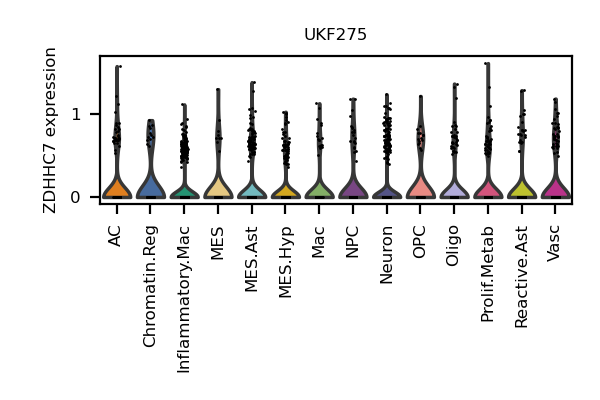 UKF275
ZDHHC7 expression
1
0
AC
Chromatin.Reg
Inflammatory.Mac
MES
MES.Ast
MES.Hyp
Mac
NPC
Neuron
OPC
Oligo
Prolif.Metab
Reactive.Ast
Vasc